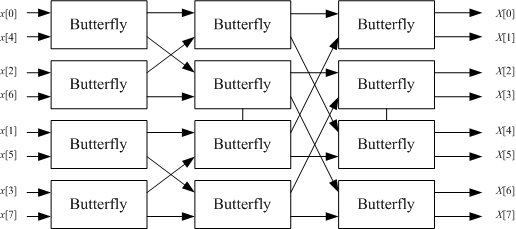 x[0] Butterfly Butterfly Butterfly X[0]
x[4] X[1]
x[2] Butterfly Butterfly Butterfly X[2]
x[6] X[3]
x[1] Butterfly Butterfly Butterfly X[4]
x[5] X[5]
x[3] Butterfly Butterfly Butterfly X[6]
x[7] X[7]